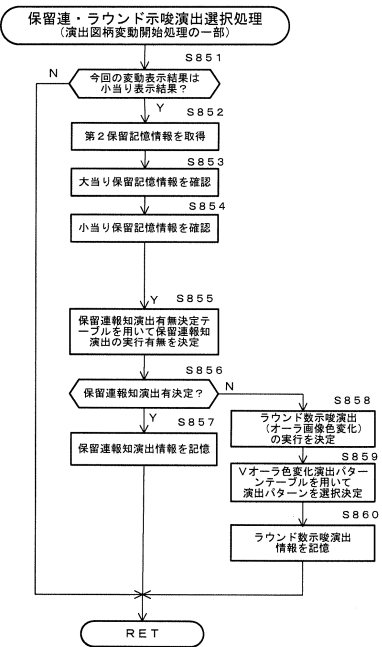 保留連・ラウンド示唆演出選択処理
(演出図柄変動開始処理の一部)
S851
今回の変動表示結果は
小当り表示結果?
N
Y
S852
第2保留記憶情報を取得
S853
大当り保留記憶情報を確認
S854
小当り保留記憶情報を確認
Y
S855
保留連報知演出有無決定テ
ーブルを用いて保留連報知
演出の実行有無を決定
S856
保留連報知演出有決定?
N
Y
S857
保留連報知演出情報を記憶
S858
ラウンド数示唆演出
(オーラ画像色変化)
の実行を決定
S859
Vオーラ色変化演出パター
ンテーブルを用いて
演出パターンを選択決定
S860
ラウンド数示唆演出
情報を記憶
RET